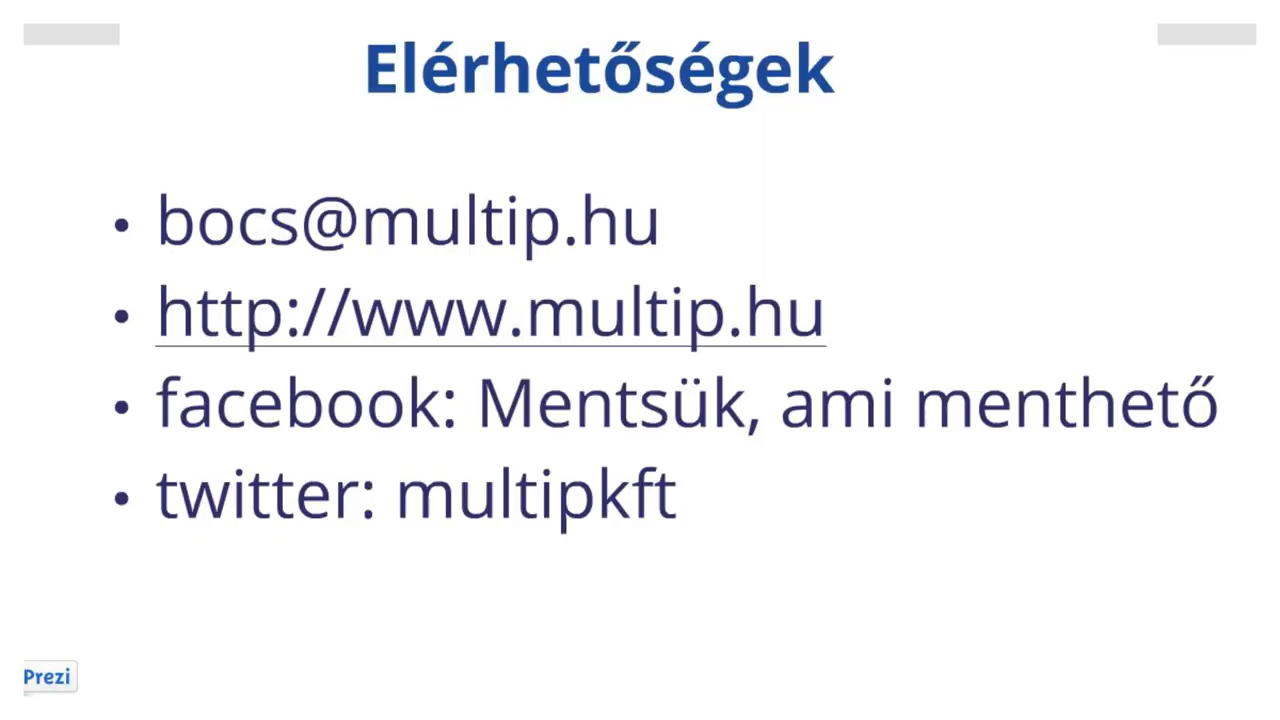 Elérhetőségek
• bocs@multip.hu
• http://www.multip.hu
• facebook: Mentsük, ami menthető
• twitter: multipkft
Prezi